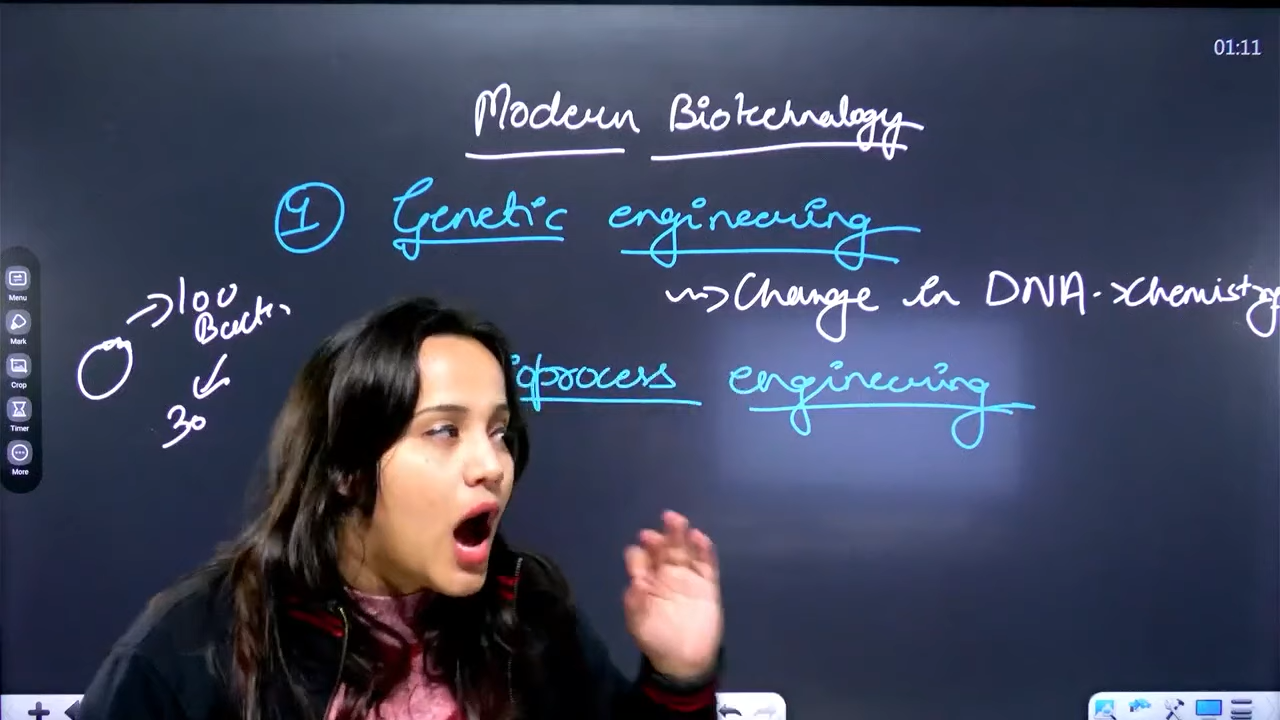 01:11
Modern Biotechnology
1 Genetic engineering
→ Change in DNA → Chemistry
100
Bact
30
ioprocess engineering
Menu
Mark
Crop
Timer
More